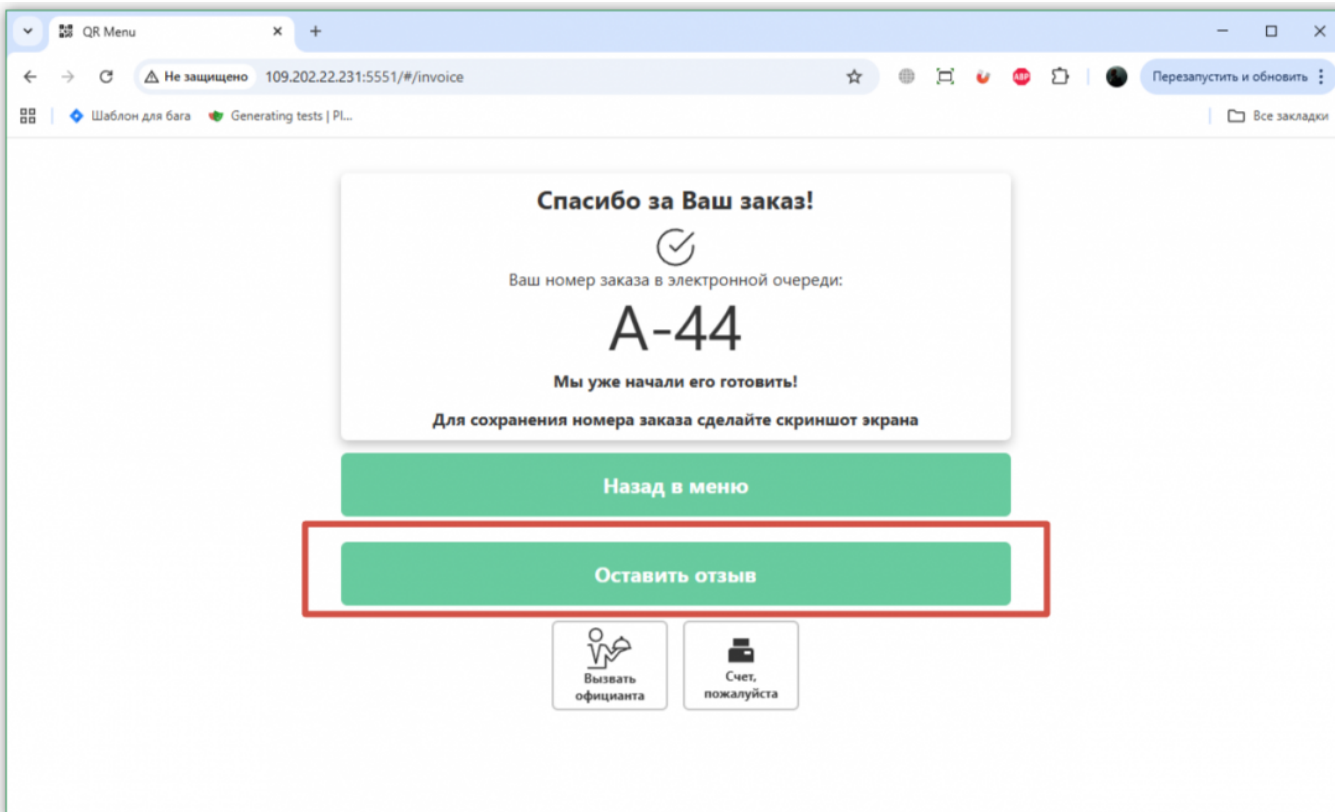 QR Menu
Не защищено 109.202.22.231:5551/#/invoice ABP Перезапустить и обновить
Шаблон для бага Generating tests | Pl... Все закладки
Спасибо за Ваш заказ!
Ваш номер заказа в электронной очереди:
А-44
Мы уже начали его готовить!
Для сохранения номера заказа сделайте скриншот экрана
Назад в меню
Оставить отзыв
Вызвать
официанта
Счет,
пожалуйста